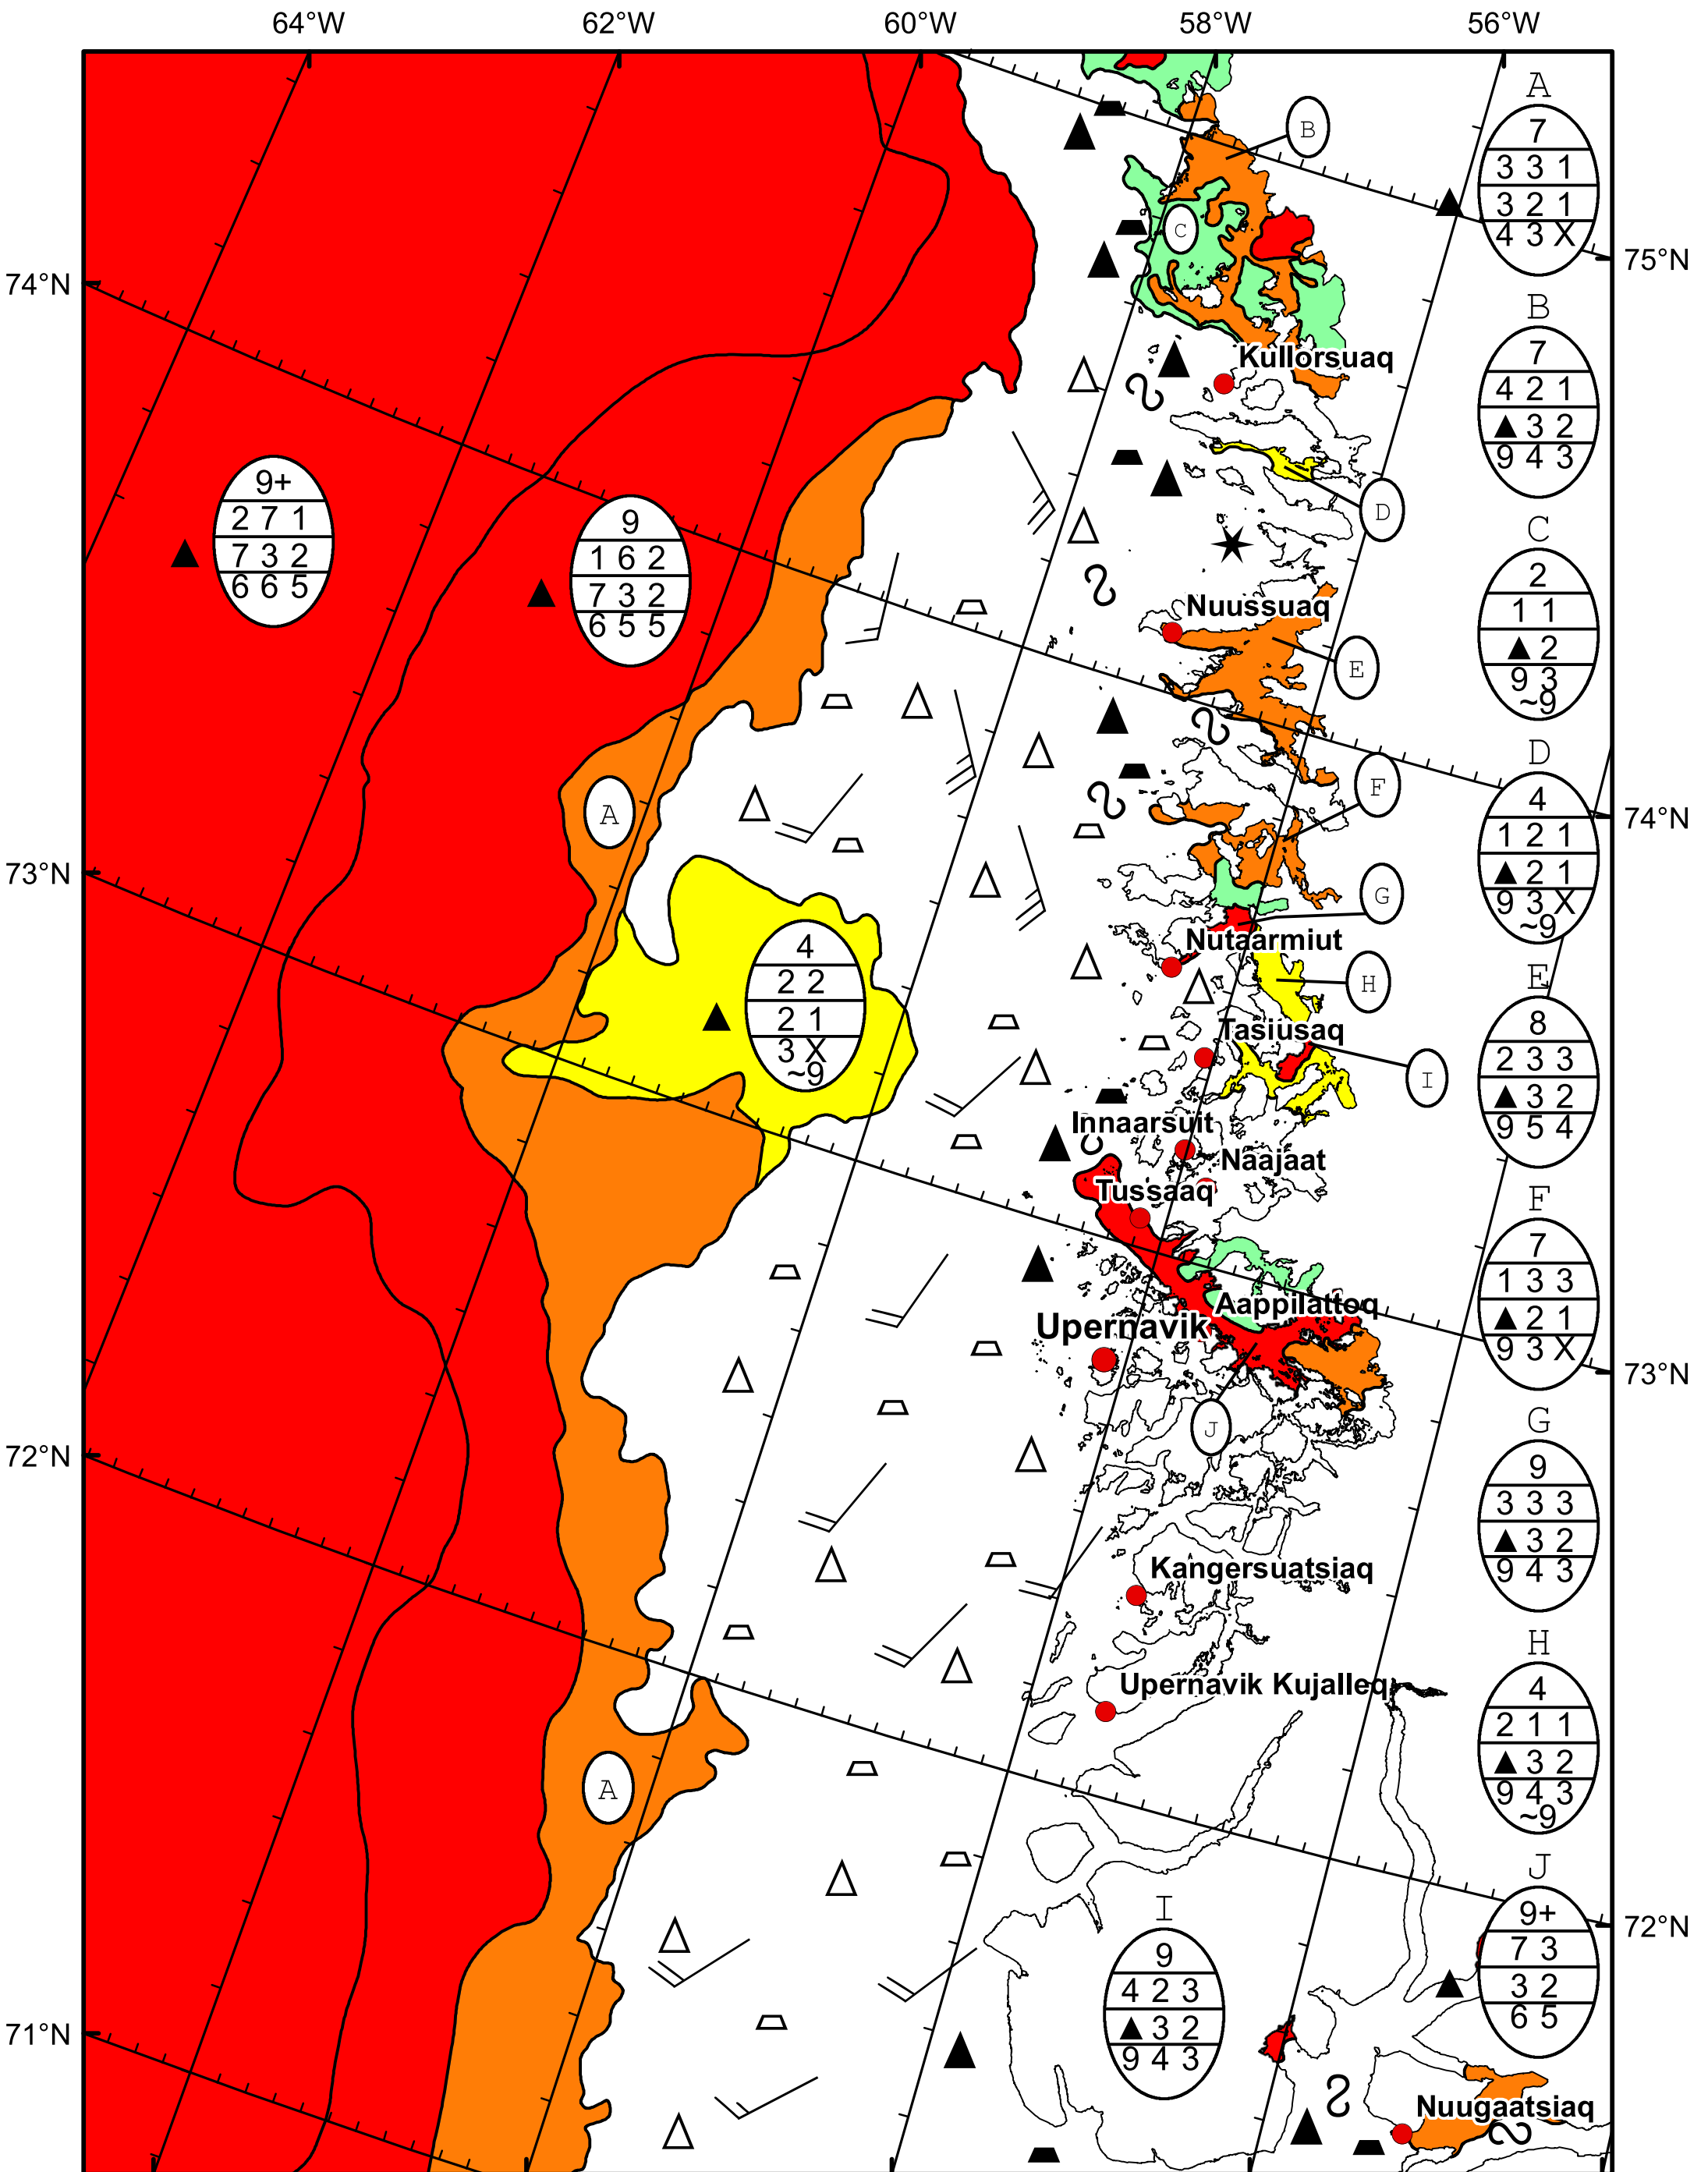 64°W 62°W 60°W 58°W 56°W
A
7
3 3 1
3 2 1
4 3 X
B
C
75°N
74°N
B
7
4 2 1
▲ 3 2
9 4 3
Kullorsuaq
9+
2 7 1
7 3 2
6 6 5
9
1 6 2
7 3 2
6 5 5
D
C
2
1 1
▲ 2
9 3
~9
Nuussuaq
E
A
F
D
4
1 2 1
▲ 2 1
9 3 X
~9
74°N
73°N
G
Nutaarmiut
4
2 2
2 1
3 X
~9
H
Tasiusaq
I
E
8
2 3 3
▲ 3 2
9 5 4
Innaarsuit
Naajaat
Tussaaq
F
7
1 3 3
▲ 2 1
9 3 X
Aappilattoq
Upernavik
73°N
J
72°N
G
9
3 3 3
▲ 3 2
9 4 3
Kangersuatsiaq
Upernavik Kujalleq
H
4
2 1 1
▲ 3 2
9 4 3
~9
A
J
9+
7 3
3 2
6 5
72°N
I
9
4 2 3
▲ 3 2
9 4 3
71°N
Nuugaatsiaq